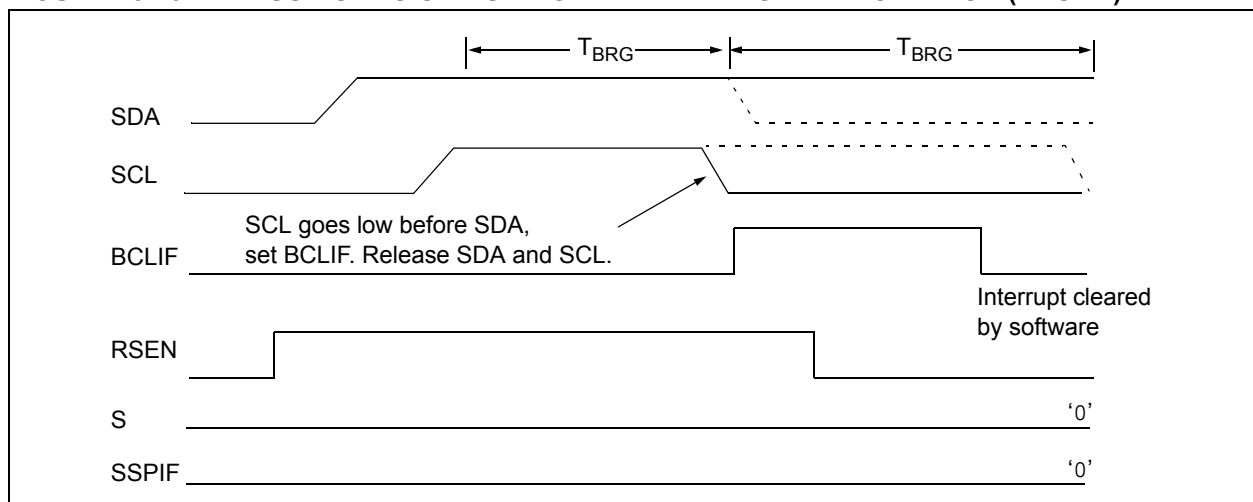 TBRG TBRG
SDA
SCL
SCL goes low before SDA,
set BCLIF. Release SDA and SCL.
BCLIF
Interrupt cleared
by software
RSEN
S ‘0’
SSPIF ‘0’